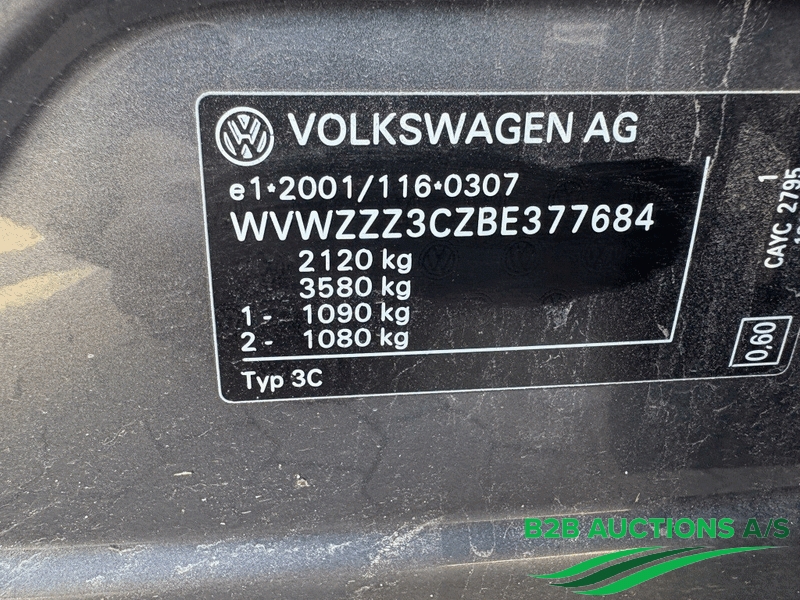 VOLKSWAGEN AG
e1*2001/116*0307
WVWZZZ3CZBE377684
2120 kg
3580 kg
1 - 1090 kg
2 - 1080 kg
Typ 3C
1
CAYC 2795
0,60
B2B AUCTIONS A/S